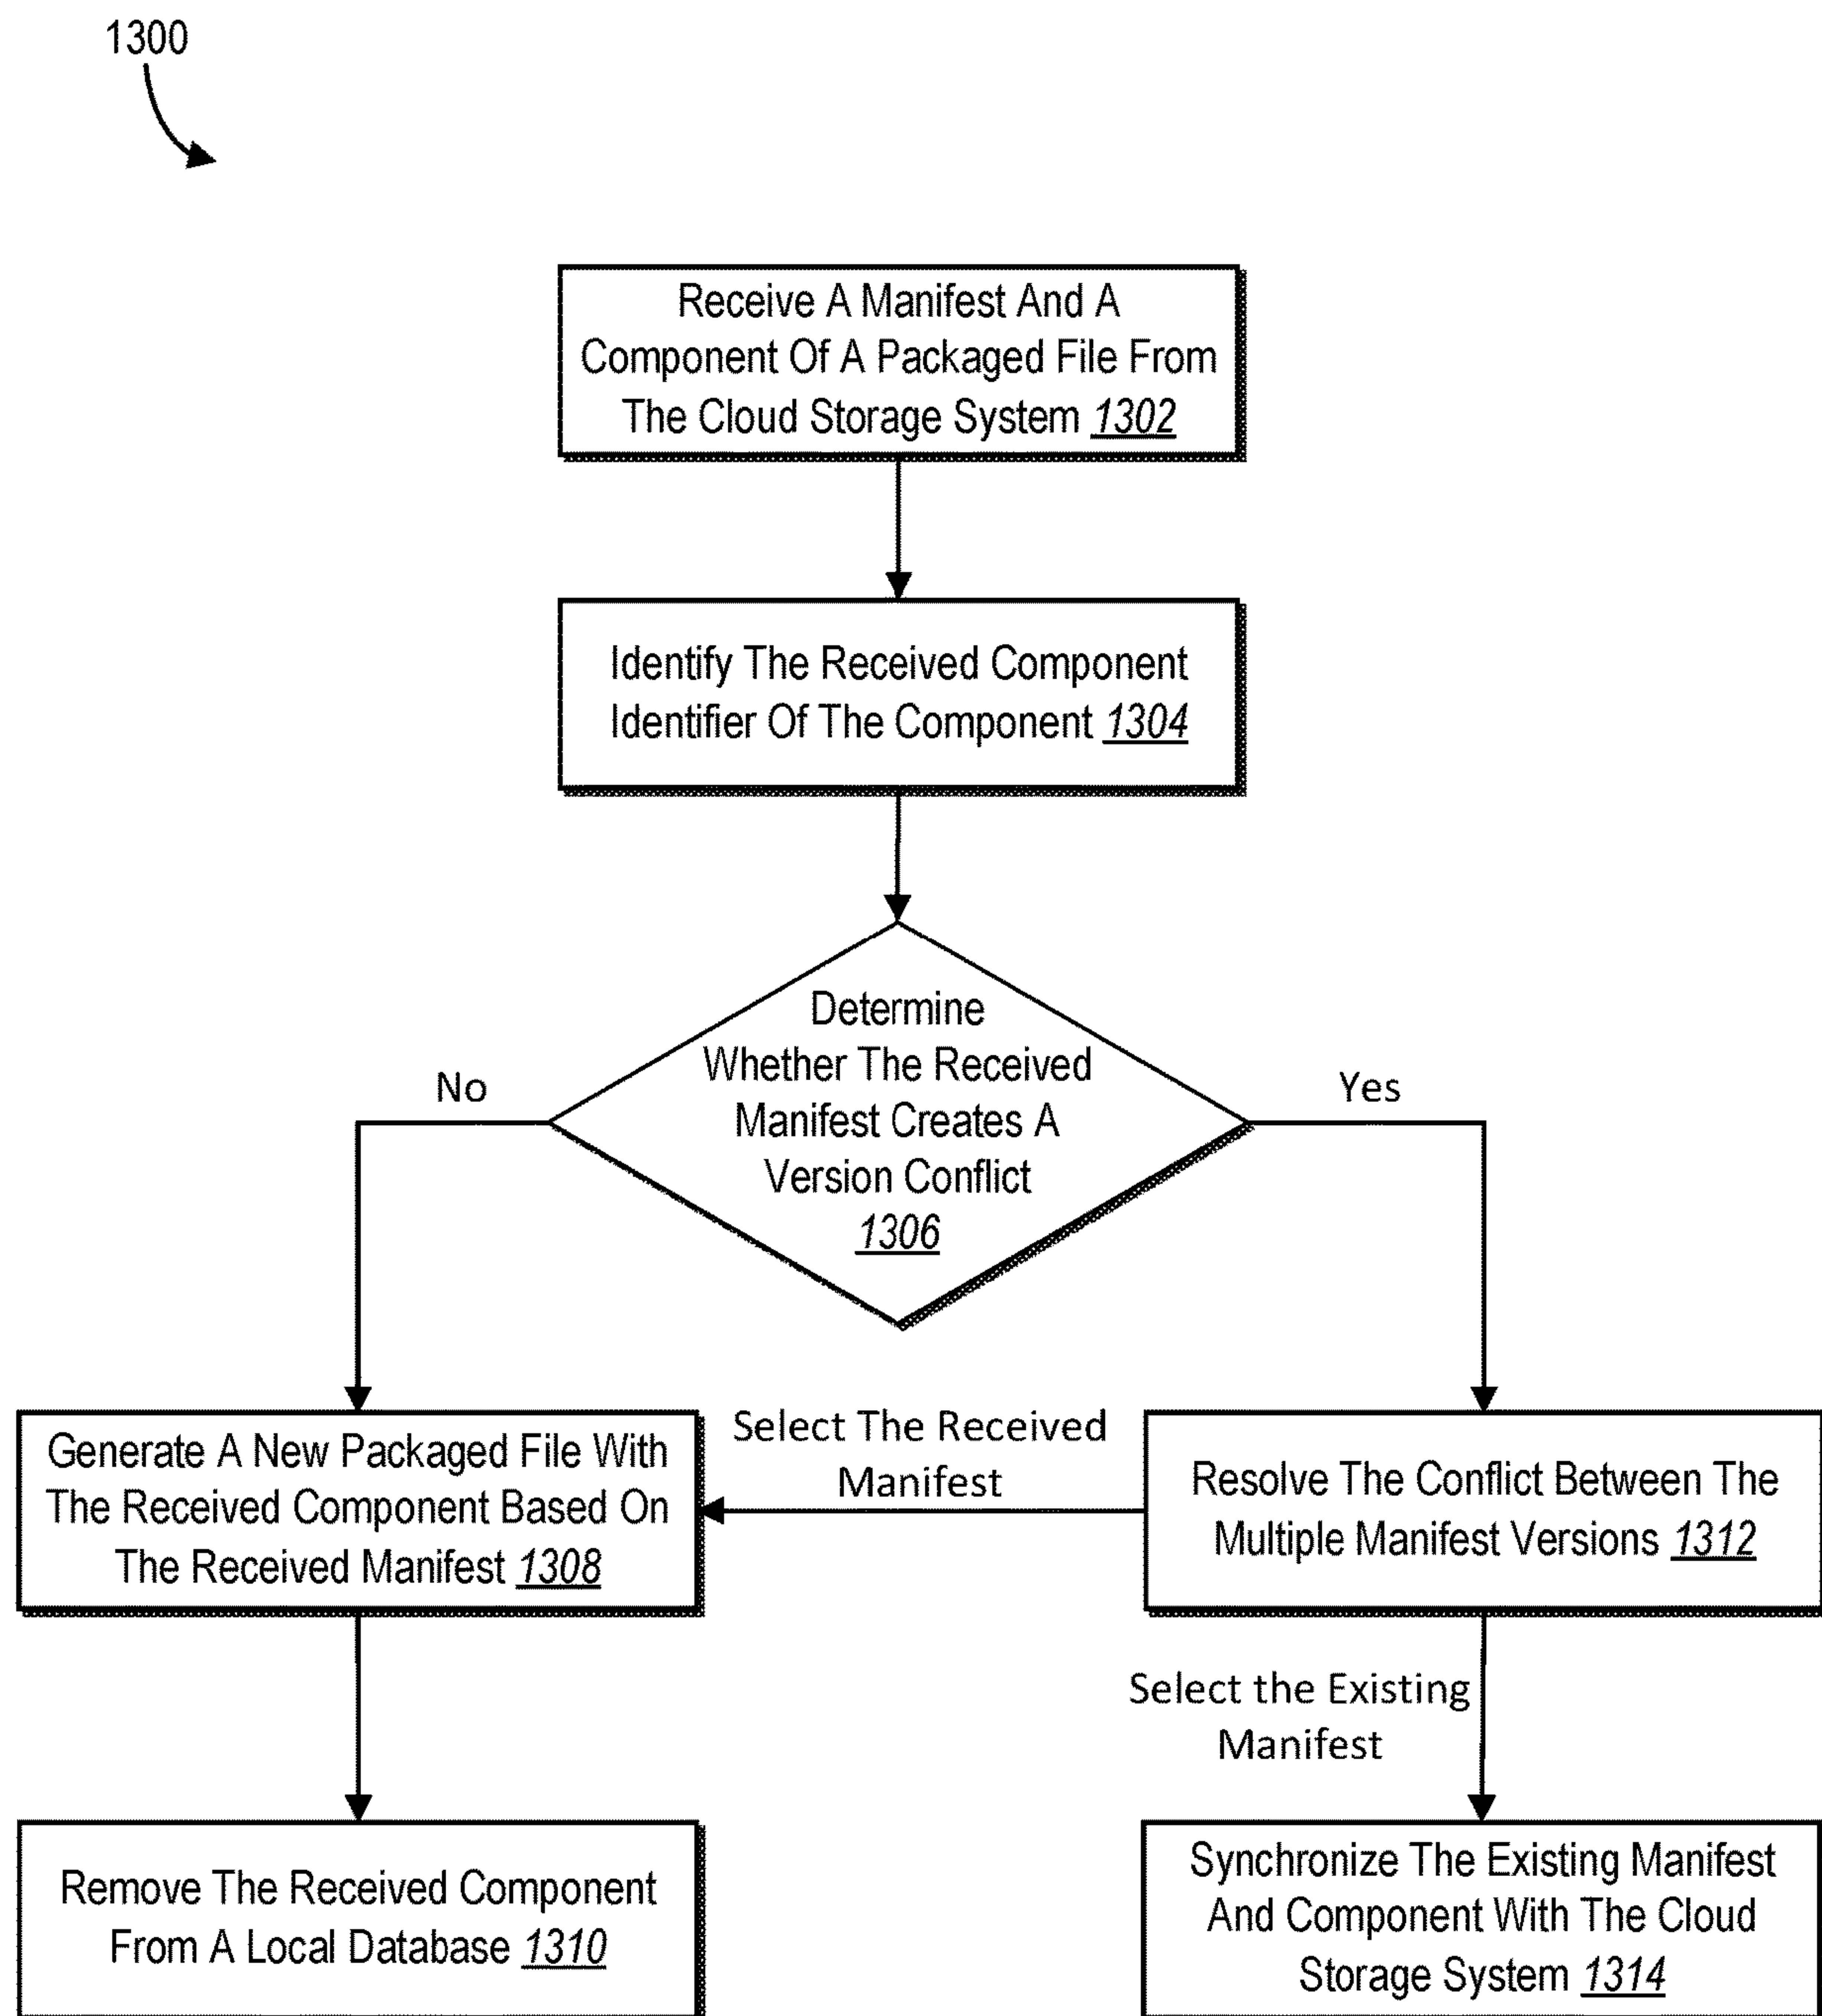 1300
Receive A Manifest And A
Component Of A Packaged File From
The Cloud Storage System 1302
Identify The Received Component
Identifier Of The Component 1304
Determine
Whether The Received
Manifest Creates A
Version Conflict
1306
No
Yes
Generate A New Packaged File With
The Received Component Based On
The Received Manifest 1308
Select The Received
Manifest
Resolve The Conflict Between The
Multiple Manifest Versions 1312
Select the Existing
Manifest
Remove The Received Component
From A Local Database 1310
Synchronize The Existing Manifest
And Component With The Cloud
Storage System 1314